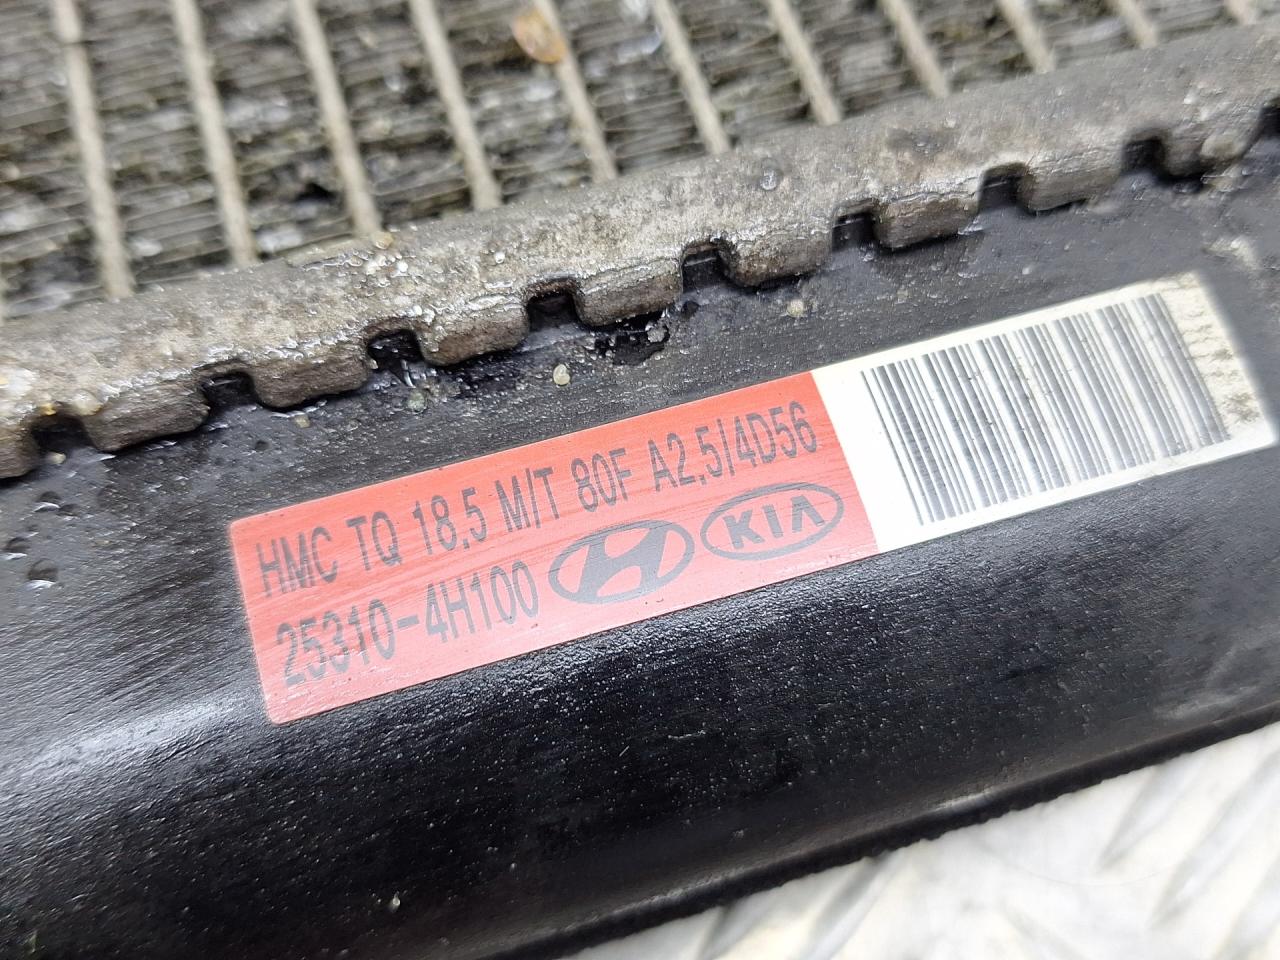 HMC TQ 18,5 M/T 80F A2,5/4D56
25310-4H100 KIA